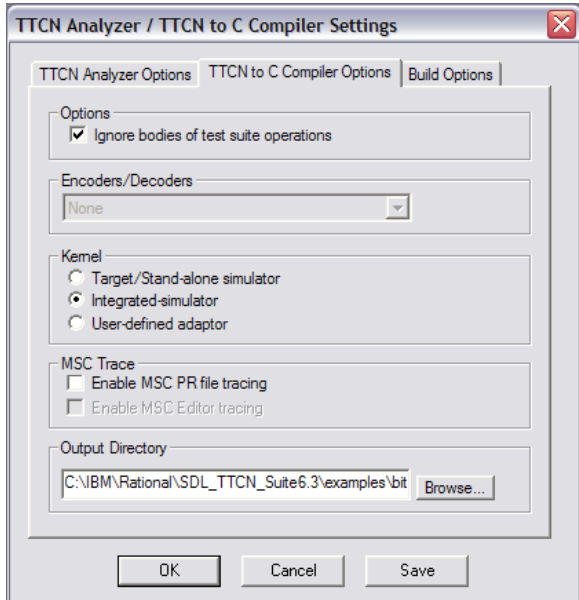 TTCN Analyzer / TTCN to C Compiler Settings
TTCN Analyzer Options TTCN to C Compiler Options Build Options
Options
Ignore bodies of test suite operations
Encoders/Decoders
None
Kernel
Target/Stand-alone simulator
Integrated-simulator
User-defined adaptor
MSC Trace
Enable MSC PR file tracing
Enable MSC Editor tracing
Output Directory
C:\IBM\Rational\SDL_TTCN_Suite6.3\examples\bit Browse...
OK Cancel Save